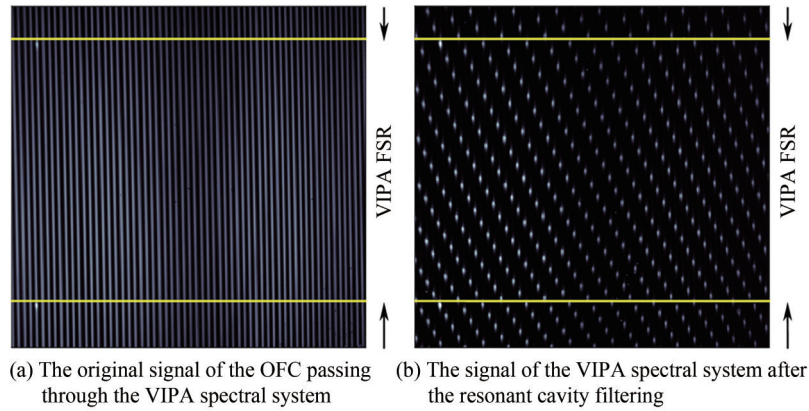 VIPA FSR
VIPA FSR
(a) The original signal of the OFC passing
through the VIPA spectral system
(b) The signal of the VIPA spectral system after
the resonant cavity filtering